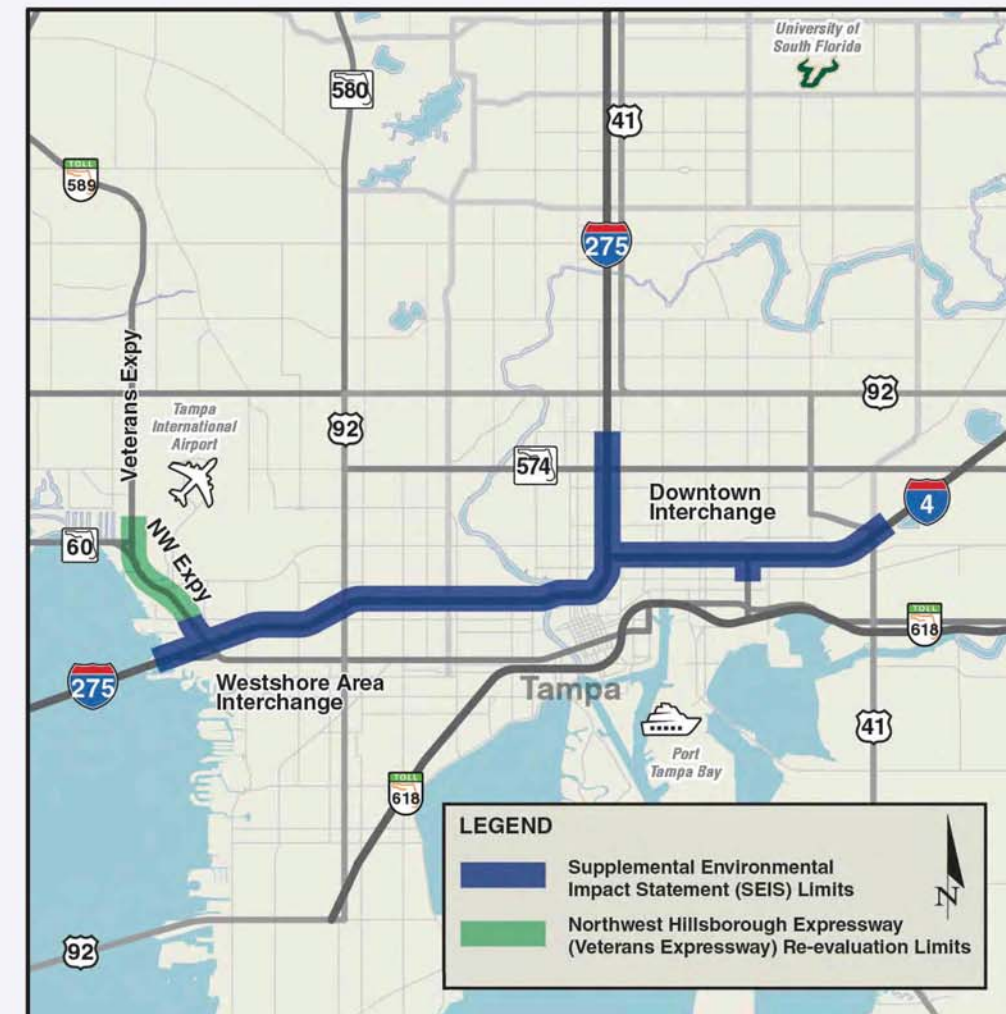 University of
South Florida
580
41
TOLL
589
275
Veterans Expy
92
Tampa
International
Airport
92
574
Downtown
Interchange
4
60
NW Expy
TOLL
618
275
Westshore Area
Interchange
Tampa
41
Port
Tampa Bay
TOLL
618
LEGEND
Supplemental Environmental
Impact Statement (SEIS) Limits
N
Northwest Hillsborough Expressway
(Veterans Expressway) Re-evaluation Limits
92